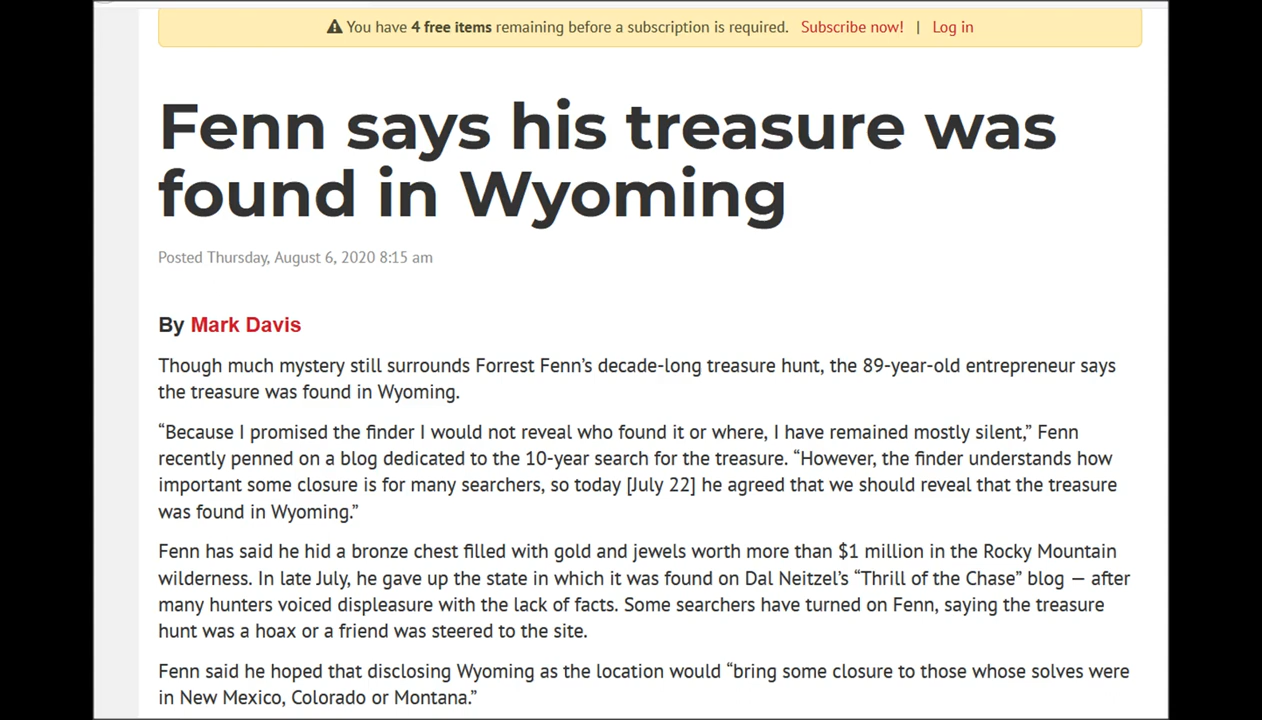 You have 4 free items remaining before a subscription is required. Subscribe now! | Log in
Fenn says his treasure was
found in Wyoming
Posted Thursday, August 6, 2020 8:15 am
By Mark Davis
Though much mystery still surrounds Forrest Fenn’s decade-long treasure hunt, the 89-year-old entrepreneur says
the treasure was found in Wyoming.
“Because I promised the finder I would not reveal who found it or where, I have remained mostly silent,” Fenn
recently penned on a blog dedicated to the 10-year search for the treasure. “However, the finder understands how
important some closure is for many searchers, so today [July 22] he agreed that we should reveal that the treasure
was found in Wyoming.”
Fenn has said he hid a bronze chest filled with gold and jewels worth more than $1 million in the Rocky Mountain
wilderness. In late July, he gave up the state in which it was found on Dal Neitzel’s “Thrill of the Chase” blog — after
many hunters voiced displeasure with the lack of facts. Some searchers have turned on Fenn, saying the treasure
hunt was a hoax or a friend was steered to the site.
Fenn said he hoped that disclosing Wyoming as the location would “bring some closure to those whose solves were
in New Mexico, Colorado or Montana.”